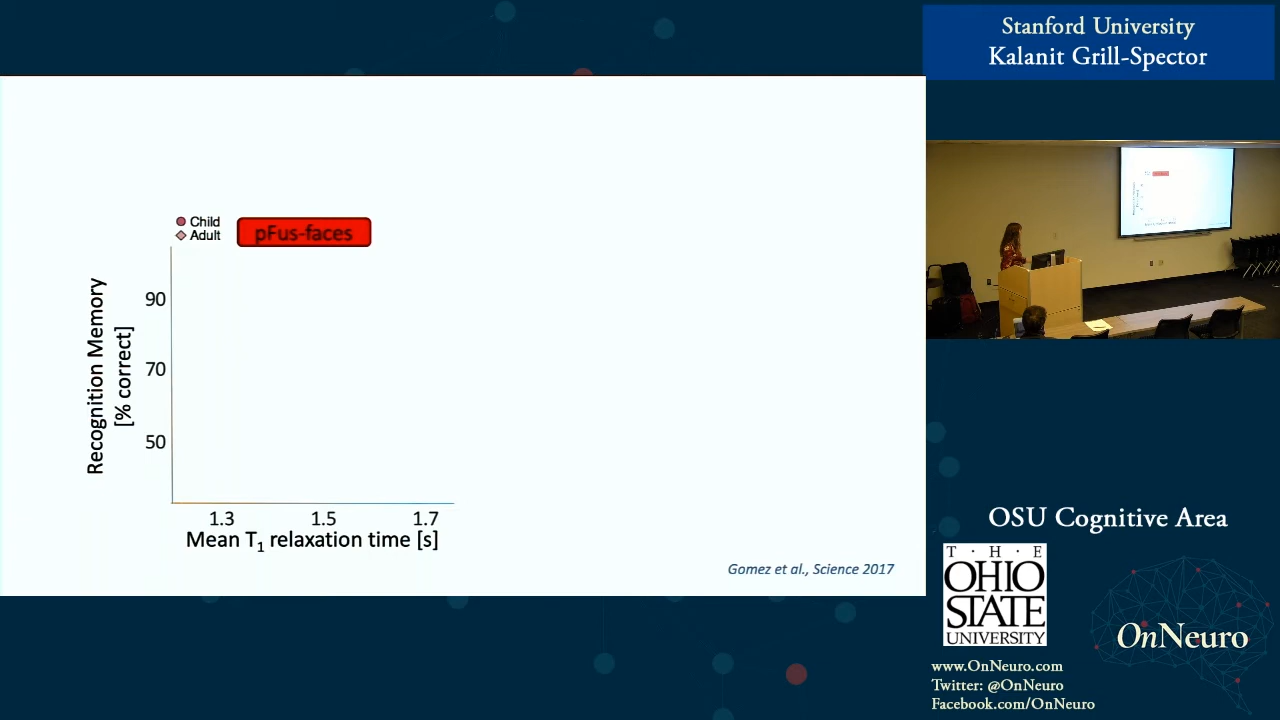 Stanford University
Kalanit Grill-Spector
Child
Adult
pFus-faces
Recognition Memory
[% correct]
90
70
50
1.3 1.5 1.7
Mean T₁ relaxation time [s]
Gomez et al., Science 2017
OSU Cognitive Area
T · H · E
OHIO
STATE
UNIVERSITY
OnNeuro
www.OnNeuro.com
Twitter: @OnNeuro
Facebook.com/OnNeuro